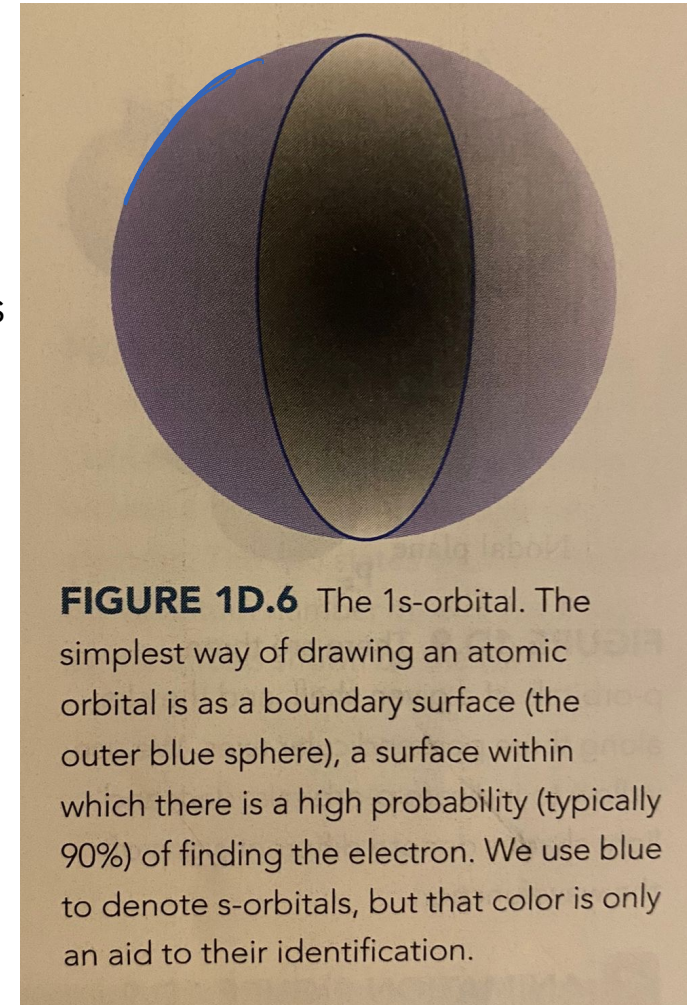 s
FIGURE 1D.6 The 1s-orbital. The
simplest way of drawing an atomic
orbital is as a boundary surface (the
outer blue sphere), a surface within
which there is a high probability (typically
90%) of finding the electron. We use blue
to denote s-orbitals, but that color is only
an aid to their identification.